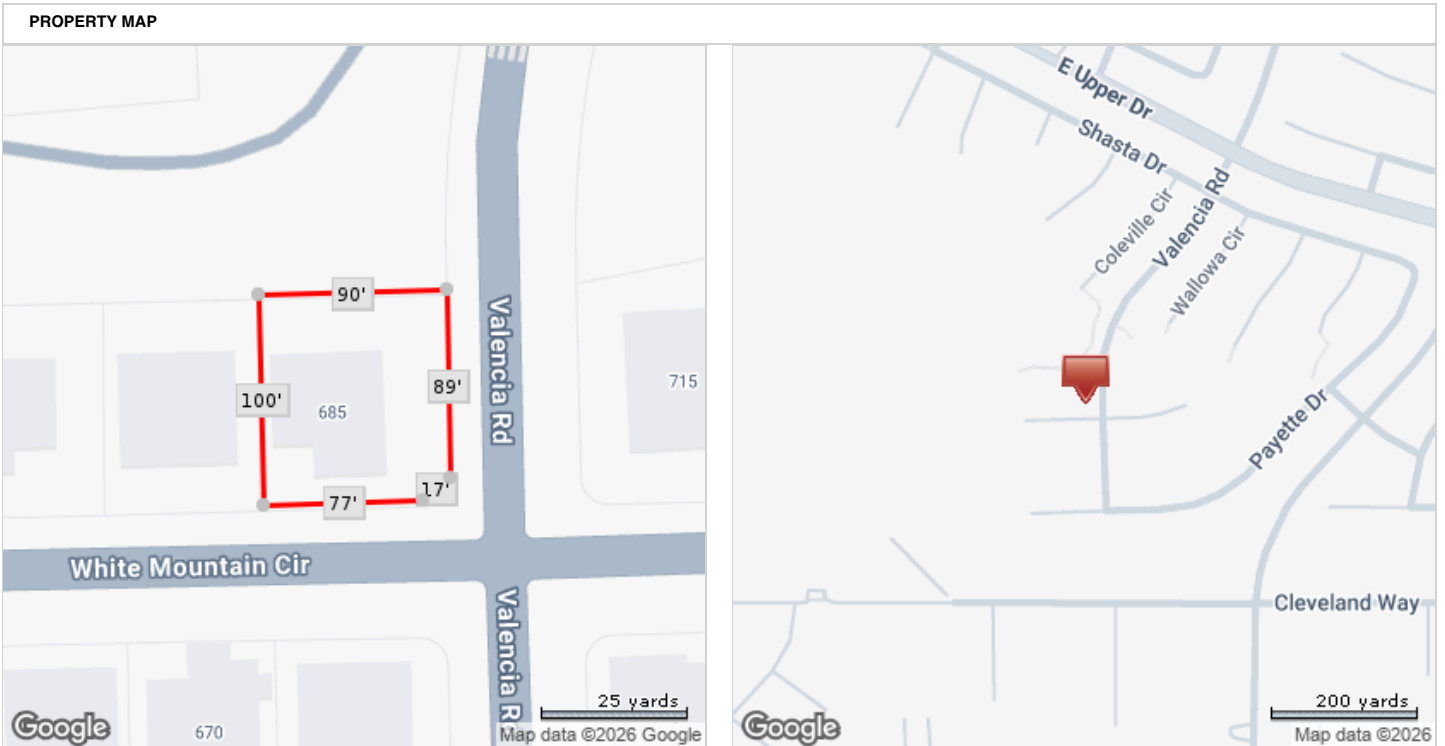 PROPERTY MAP
90'
Valencia Rd
100'
89'
685
715
17'
77'
White Mountain Cir
Valencia Rd
670
25 yards
Google
Map data ©2026 Google
E Upper Dr
Shasta Dr
Coleville Cir
Valencia Rd
Wallowa Cir
Payette Dr
Cleveland Way
200 yards
Google
Map data ©2026